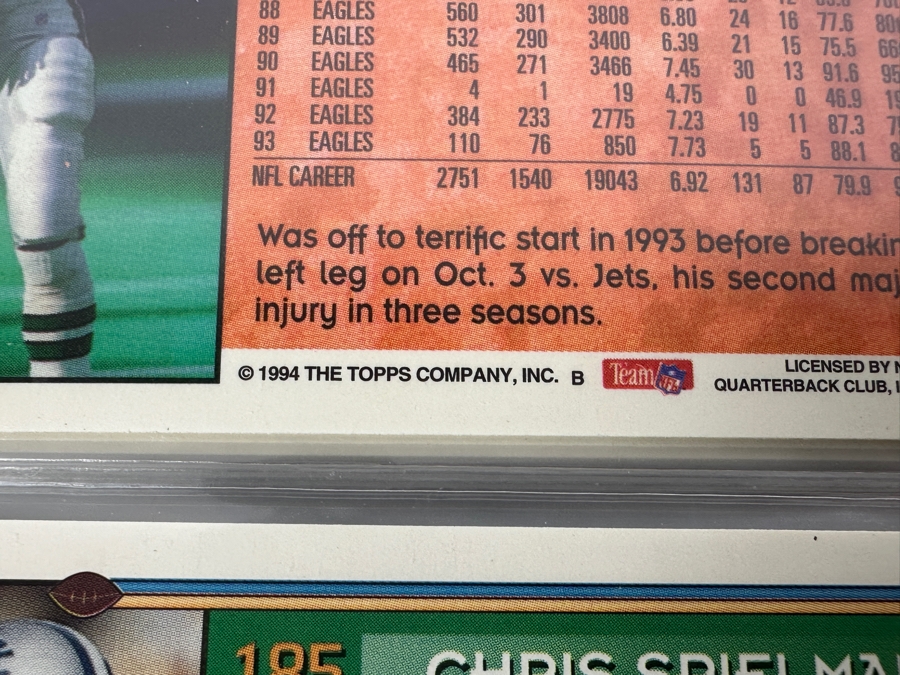 88 EAGLES 560 301 3808 6.80 24 16 77.6
89 EAGLES 532 290 3400 6.39 21 15 75.5
90 EAGLES 465 271 3466 7.45 30 13 91.6
91 EAGLES 4 1 19 4.75 0 0 46.9
92 EAGLES 384 233 2775 7.23 19 11 87.3
93 EAGLES 110 76 850 7.73 5 5 88.1
NFL CAREER 2751 1540 19043 6.92 131 87 79.9
Was off to terrific start in 1993 before breakin
left leg on Oct. 3 vs. Jets, his second maj
injury in three seasons.
© 1994 THE TOPPS COMPANY, INC. B Team NFL LICENSED BY
QUARTERBACK CLUB,
185 CHRIS SPIELMA